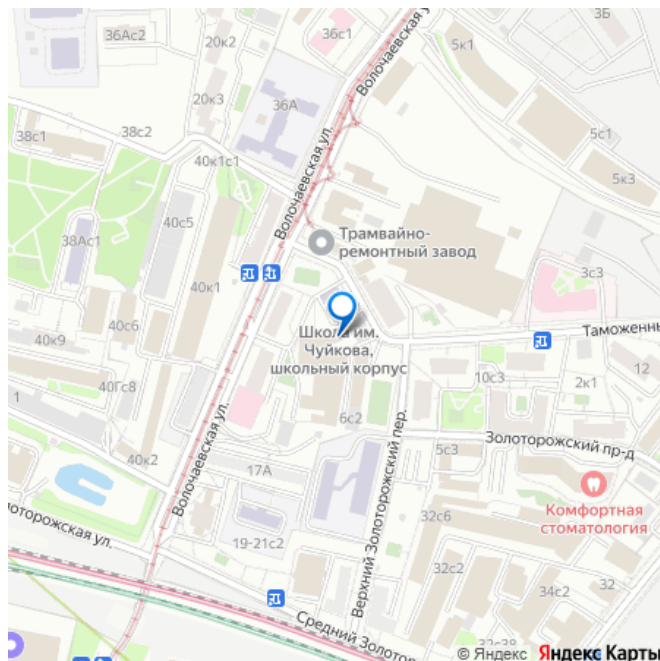 36Ас2
20к2
36с1
Волочаевская у
5к1
3Б
20к3
36А
38с2
38с1
40к1с1
Волочаевская ул.
5с1
5к3
40с5
38Ас1
Трамвайно-
ремонтный завод
40к1
3с3
40с6
40к9
Школа им.
Чуйкова,
школьный корпус
Таможенны
40Гс8
10с3
12
2к1
1
6с2
Волочаевская ул.
Верхний Золоторожский пер.
Золоторожский пр-д
40к2
17А
5с3
Комфортная
стоматология
лоторожская ул.
32с6
19-21с2
32с2
34с2
32
Средний Золотор
32с38
© Яндекс Яндекс Карты